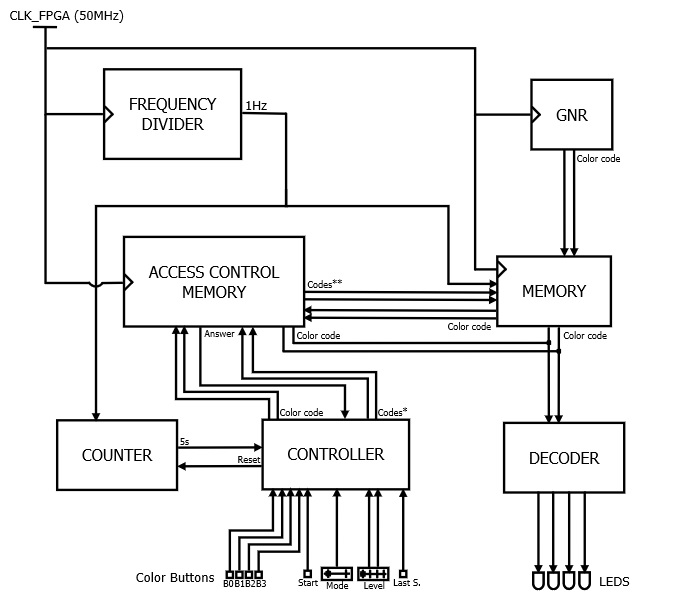 CLK_FPGA (50MHz)
FREQUENCY
DIVIDER
1Hz
GNR
Color code
ACCESS CONTROL
MEMORY
Codes**
MEMORY
Color code
Answer
Color code
Color code
Color code
Codes*
COUNTER
5s
Reset
CONTROLLER
DECODER
Color Buttons
B0 B1 B2 B3
Start
Mode
Level
Last S.
LEDS